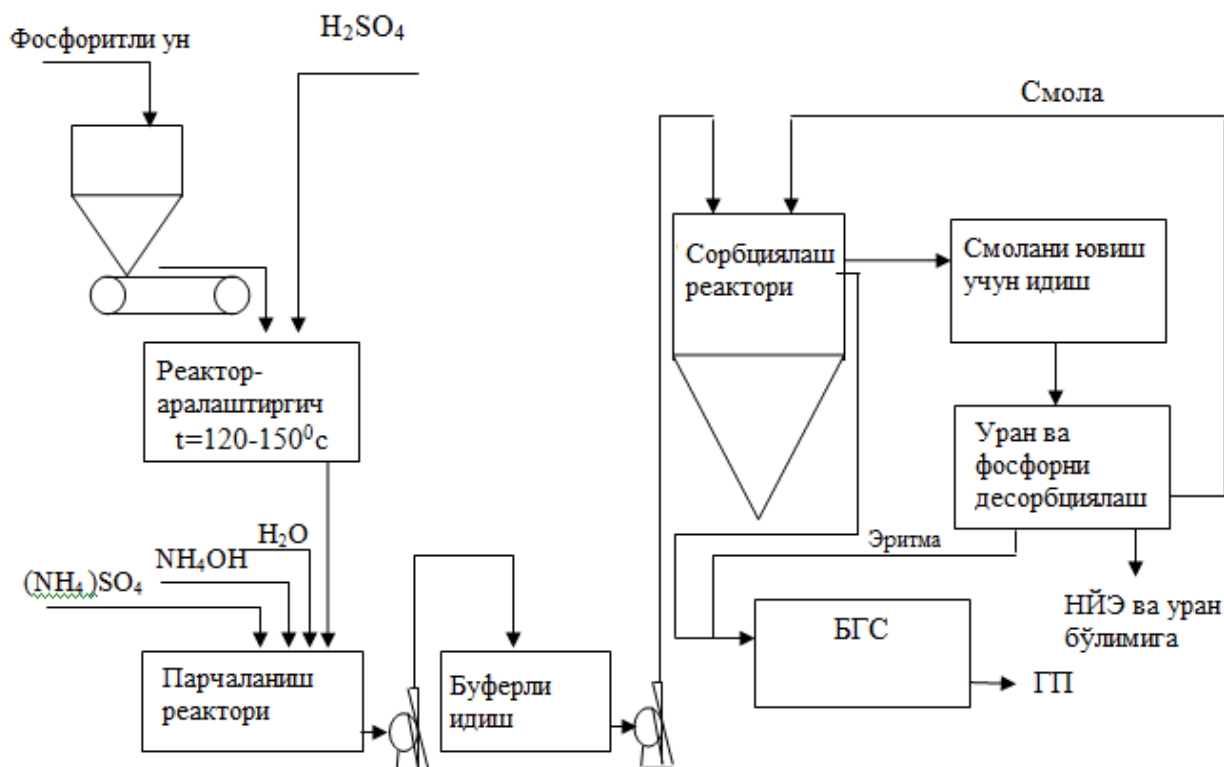 Фосфоритли ун
H₂SO₄
Смола
Сорбциялаш
реактори
Смолани ювиш
учун идиш
Реактор-
аралаштиргич
t=120-150⁰с
Уран ва
фосфорни
десорбциялаш
H₂O
NH₄OH
(NH₄)SO₄
Эритма
НЙЭ ва уран
бўлимига
БГС
ГП
Парчаланиш
реактори
Буферли
идиш